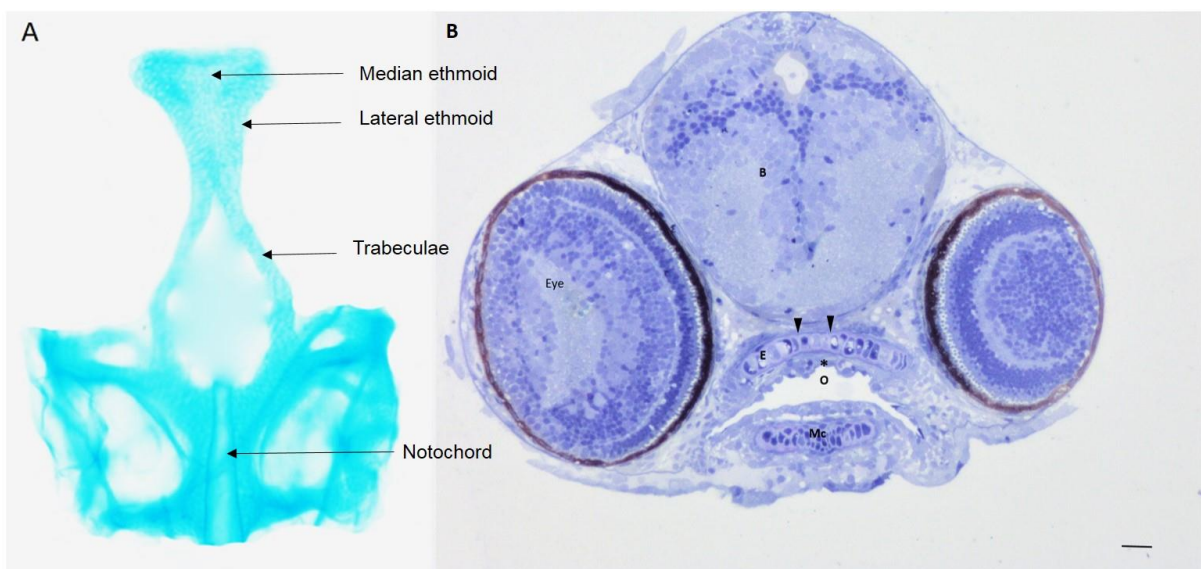 A
Median ethmoid
Lateral ethmoid
Trabeculae
Notochord
B
B
Eye
E
*
O
Mc